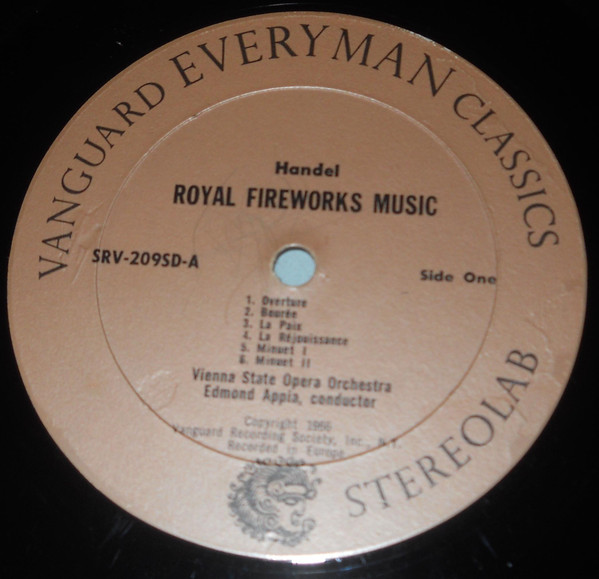 VANGUARD EVERYMAN CLASSICS
Handel
ROYAL FIREWORKS MUSIC
SRV-209SD-A
Side One
1. Overture
2. Bourée
3. La Paix
4. La Réjouissance
5. Minuet I
6. Minuet II
Vienna State Opera Orchestra
Edmond Appia, conductor
Copyright 1966
Vanguard Recording Society, Inc., N.Y.
Recorded in Europe
STEREOLAB